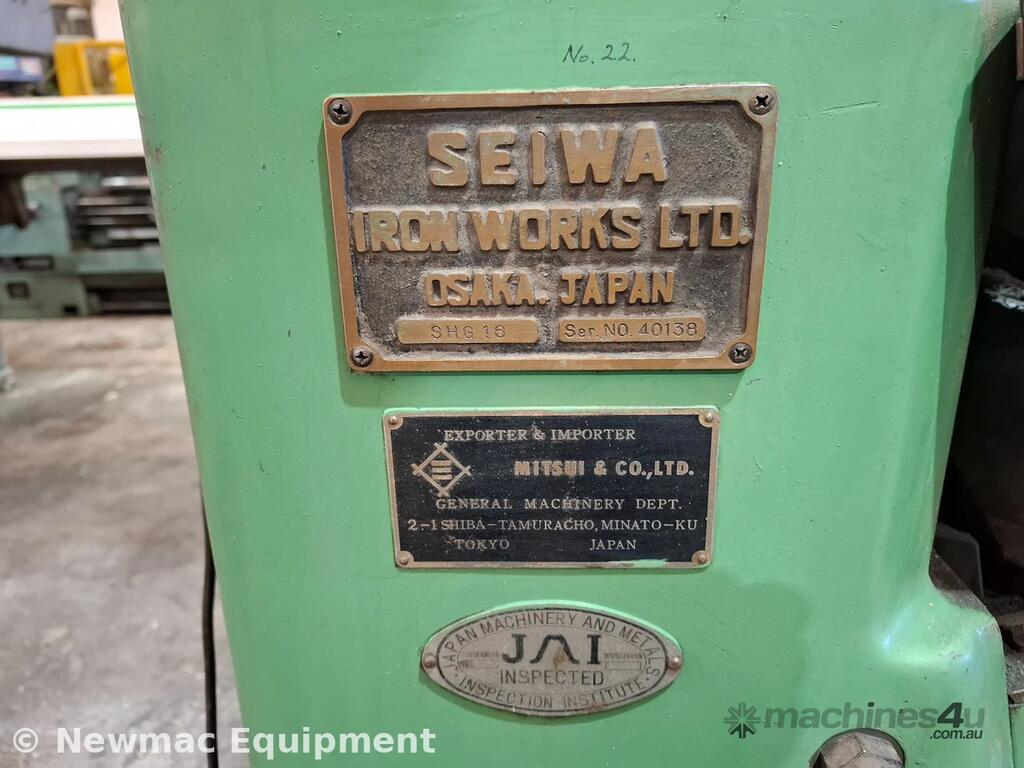 No. 22.
SEIWA
IRON WORKS LTD.
OSAKA. JAPAN
SHG 16 Ser. NO. 40138
EXPORTER & IMPORTER
MITSUI & CO., LTD.
GENERAL MACHINERY DEPT.
2-1 SHIBA-TAMURACHO, MINATO-KU
TOKYO JAPAN
JAPAN MACHINERY AND METALS
JAI
INSPECTED
INSPECTION INSTITUTE
© Newmac Equipment
machines4u
.com.au